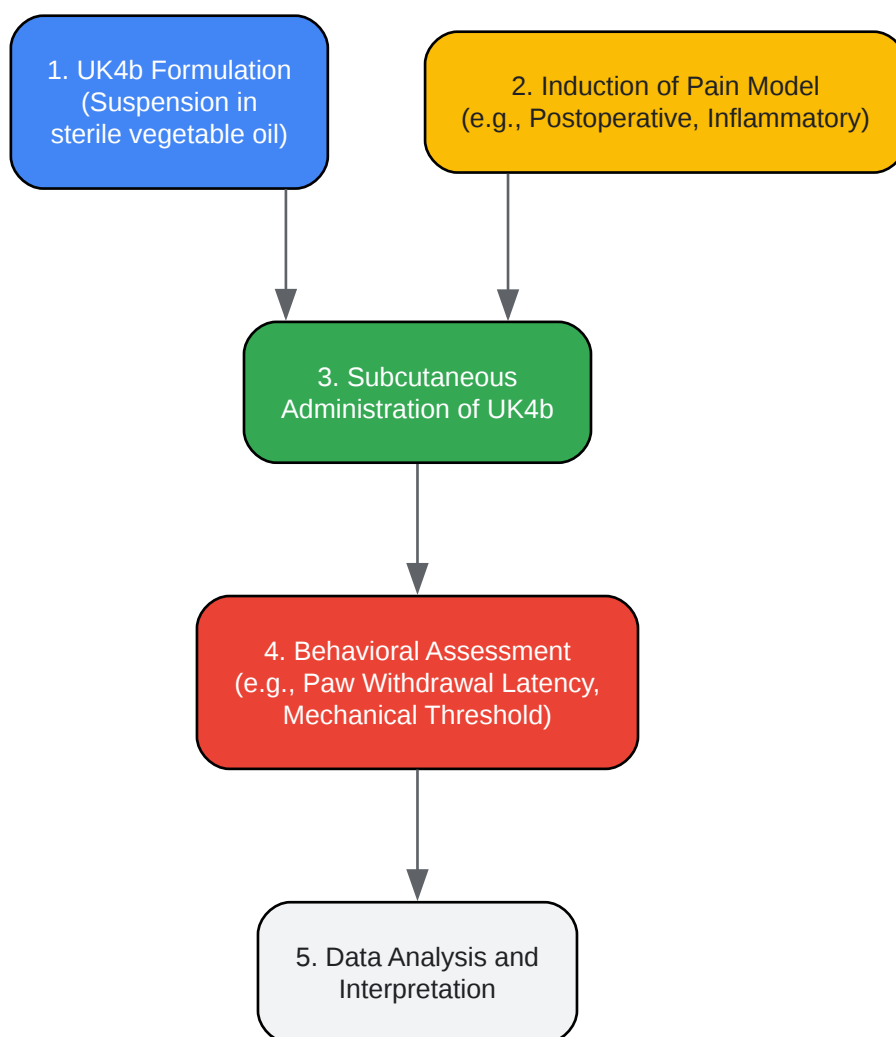 1. UK4b Formulation
(Suspension in
sterile vegetable oil)
2. Induction of Pain Model
(e.g., Postoperative, Inflammatory)
3. Subcutaneous
Administration of UK4b
4. Behavioral Assessment
(e.g., Paw Withdrawal Latency,
Mechanical Threshold)
5. Data Analysis and
Interpretation